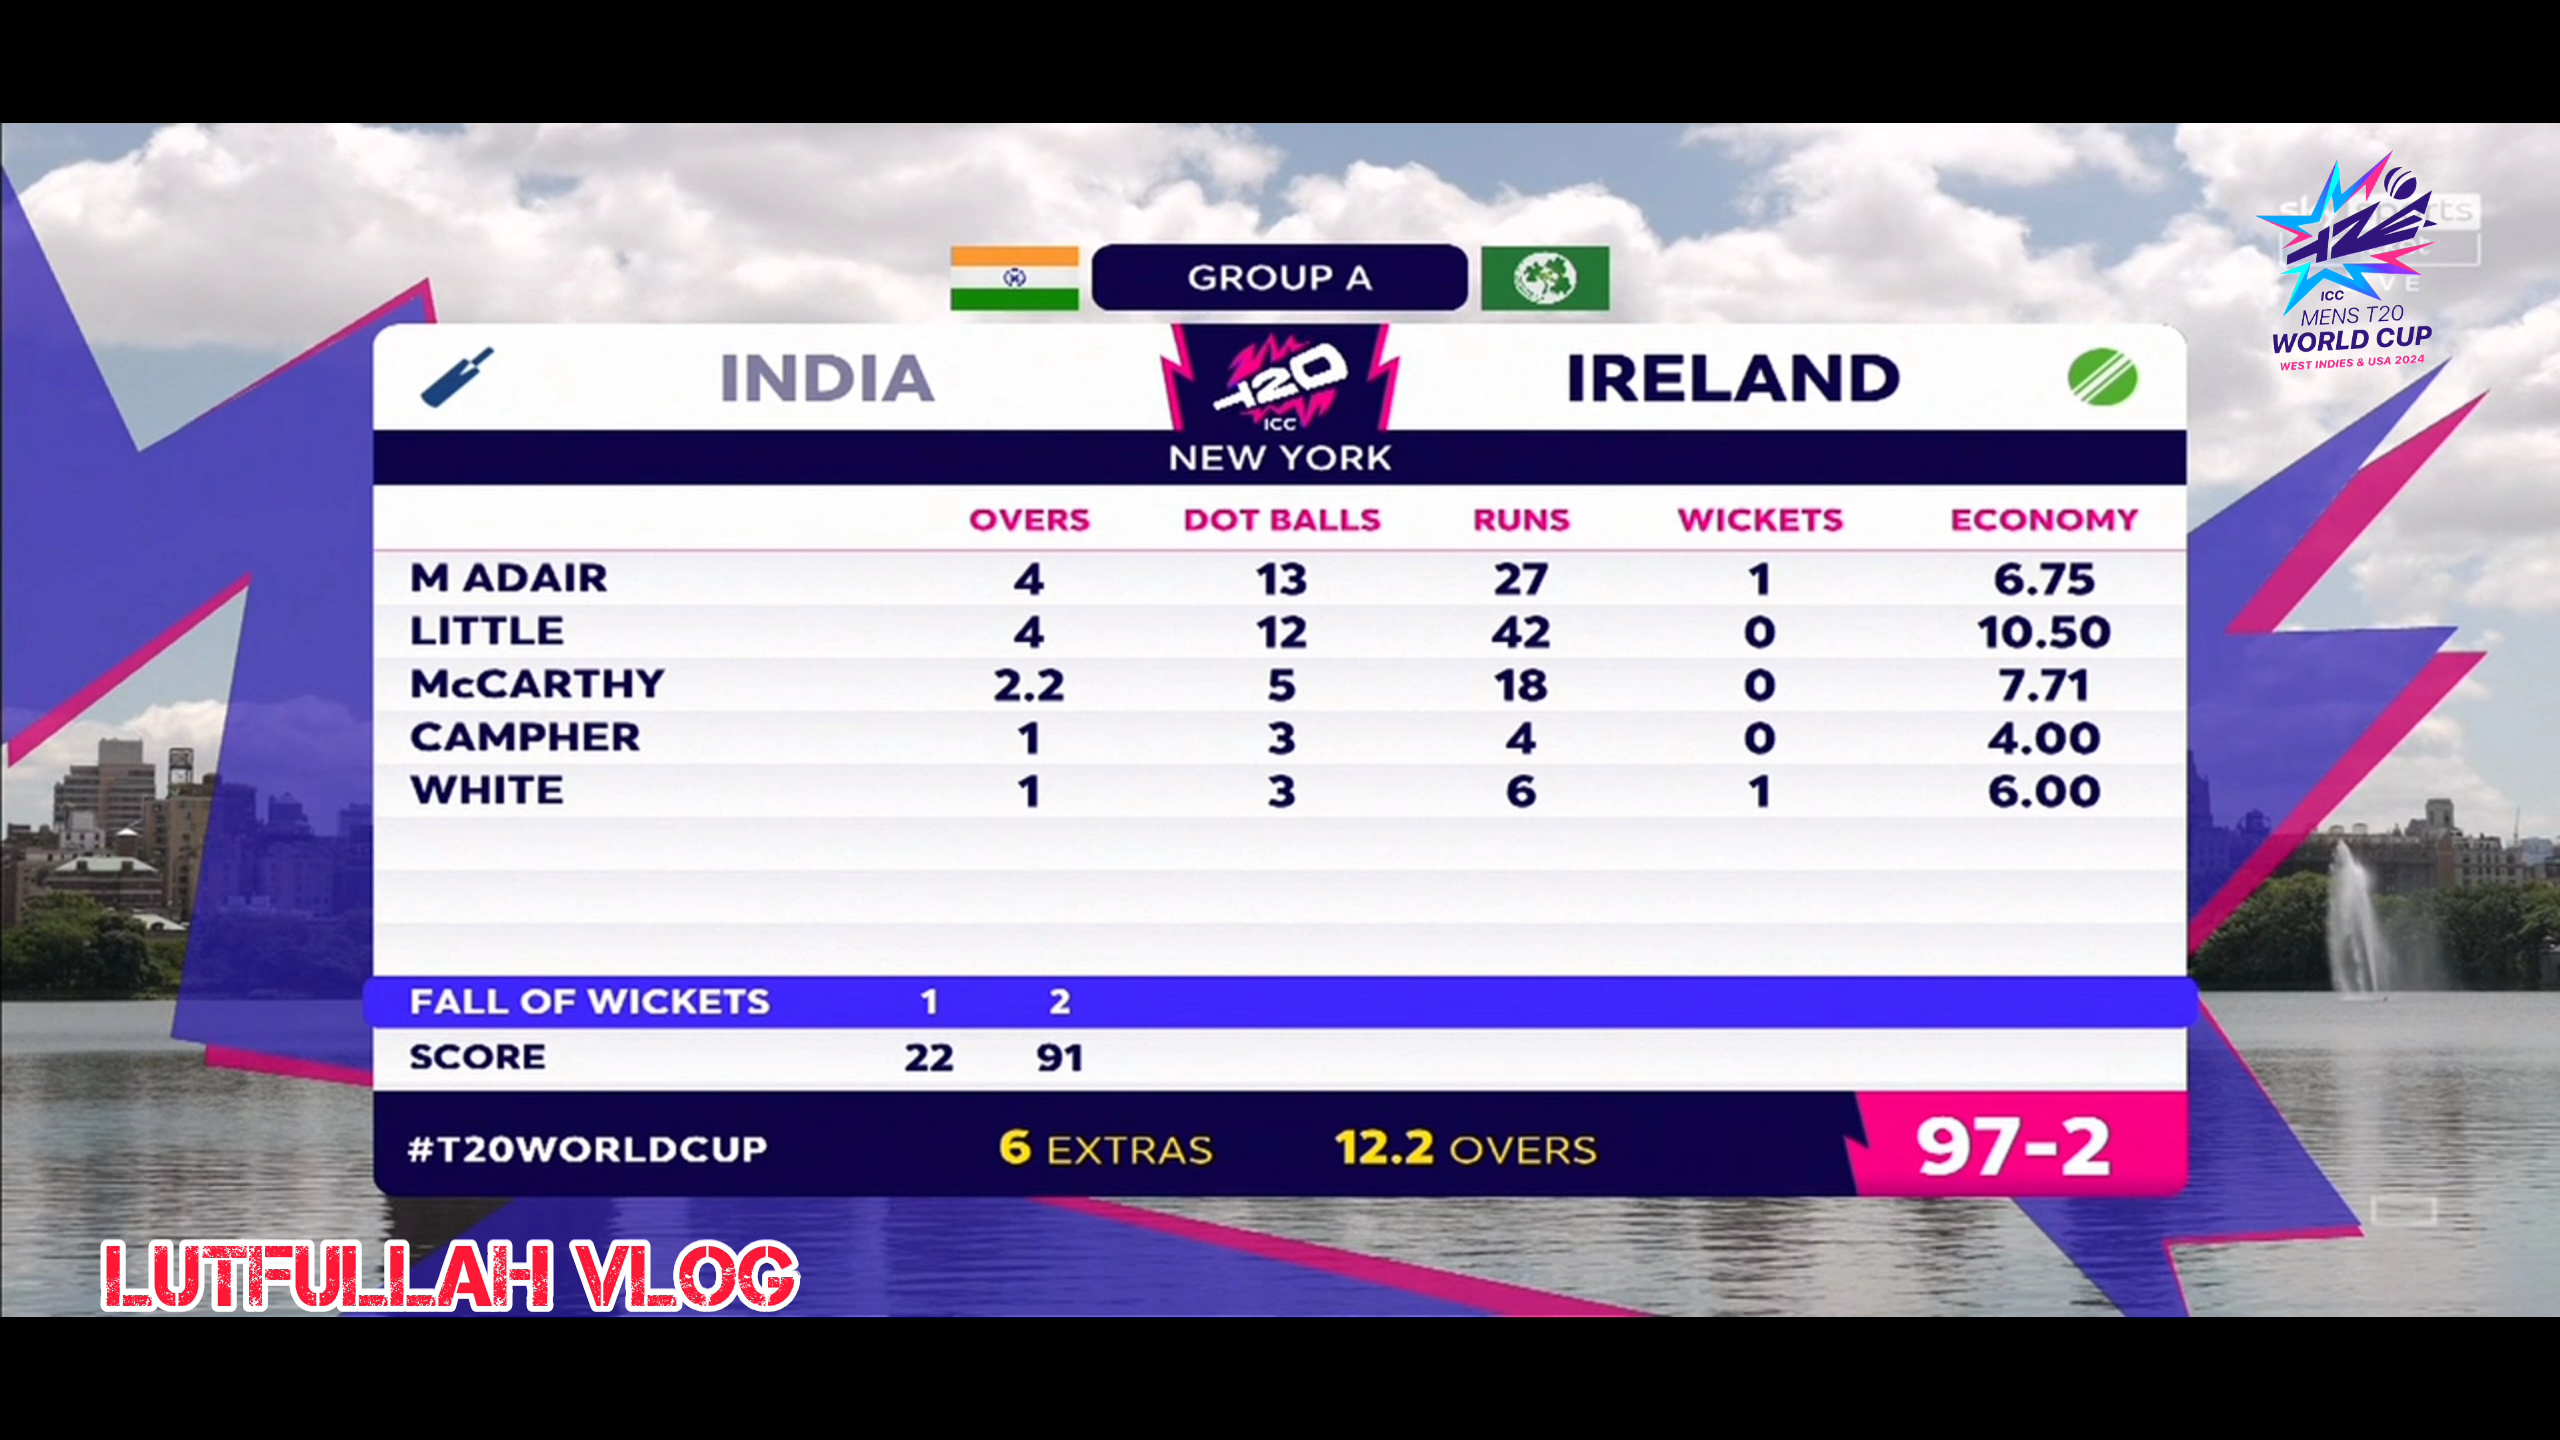 GROUP A
INDIA
IRELAND
T20
ICC
NEW YORK
OVERS DOT BALLS RUNS WICKETS ECONOMY
M ADAIR 4 13 27 1 6.75
LITTLE 4 12 42 0 10.50
McCARTHY 2.2 5 18 0 7.71
CAMPHER 1 3 4 0 4.00
WHITE 1 3 6 1 6.00
FALL OF WICKETS 1 2
SCORE 22 91
#T20WORLDCUP 6 EXTRAS 12.2 OVERS 97-2
ICC
MENS T20
WORLD CUP
WEST INDIES & USA 2024
LUTFULLAH VLOG